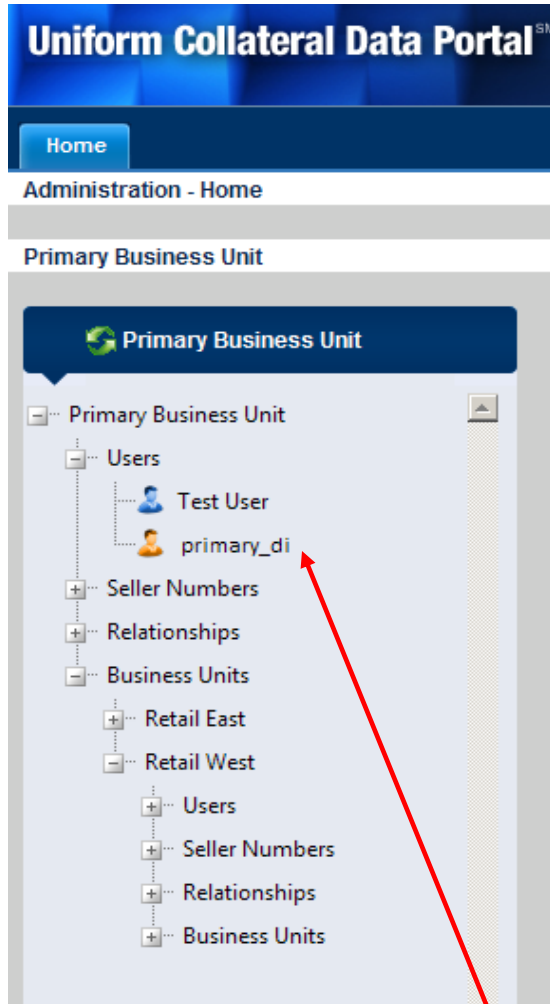 Uniform Collateral Data Portal SM
Home
Administration - Home
Primary Business Unit
Primary Business Unit
Primary Business Unit
Users
Test User
primary_di
Seller Numbers
Relationships
Business Units
Retail East
Retail West
Users
Seller Numbers
Relationships
Business Units